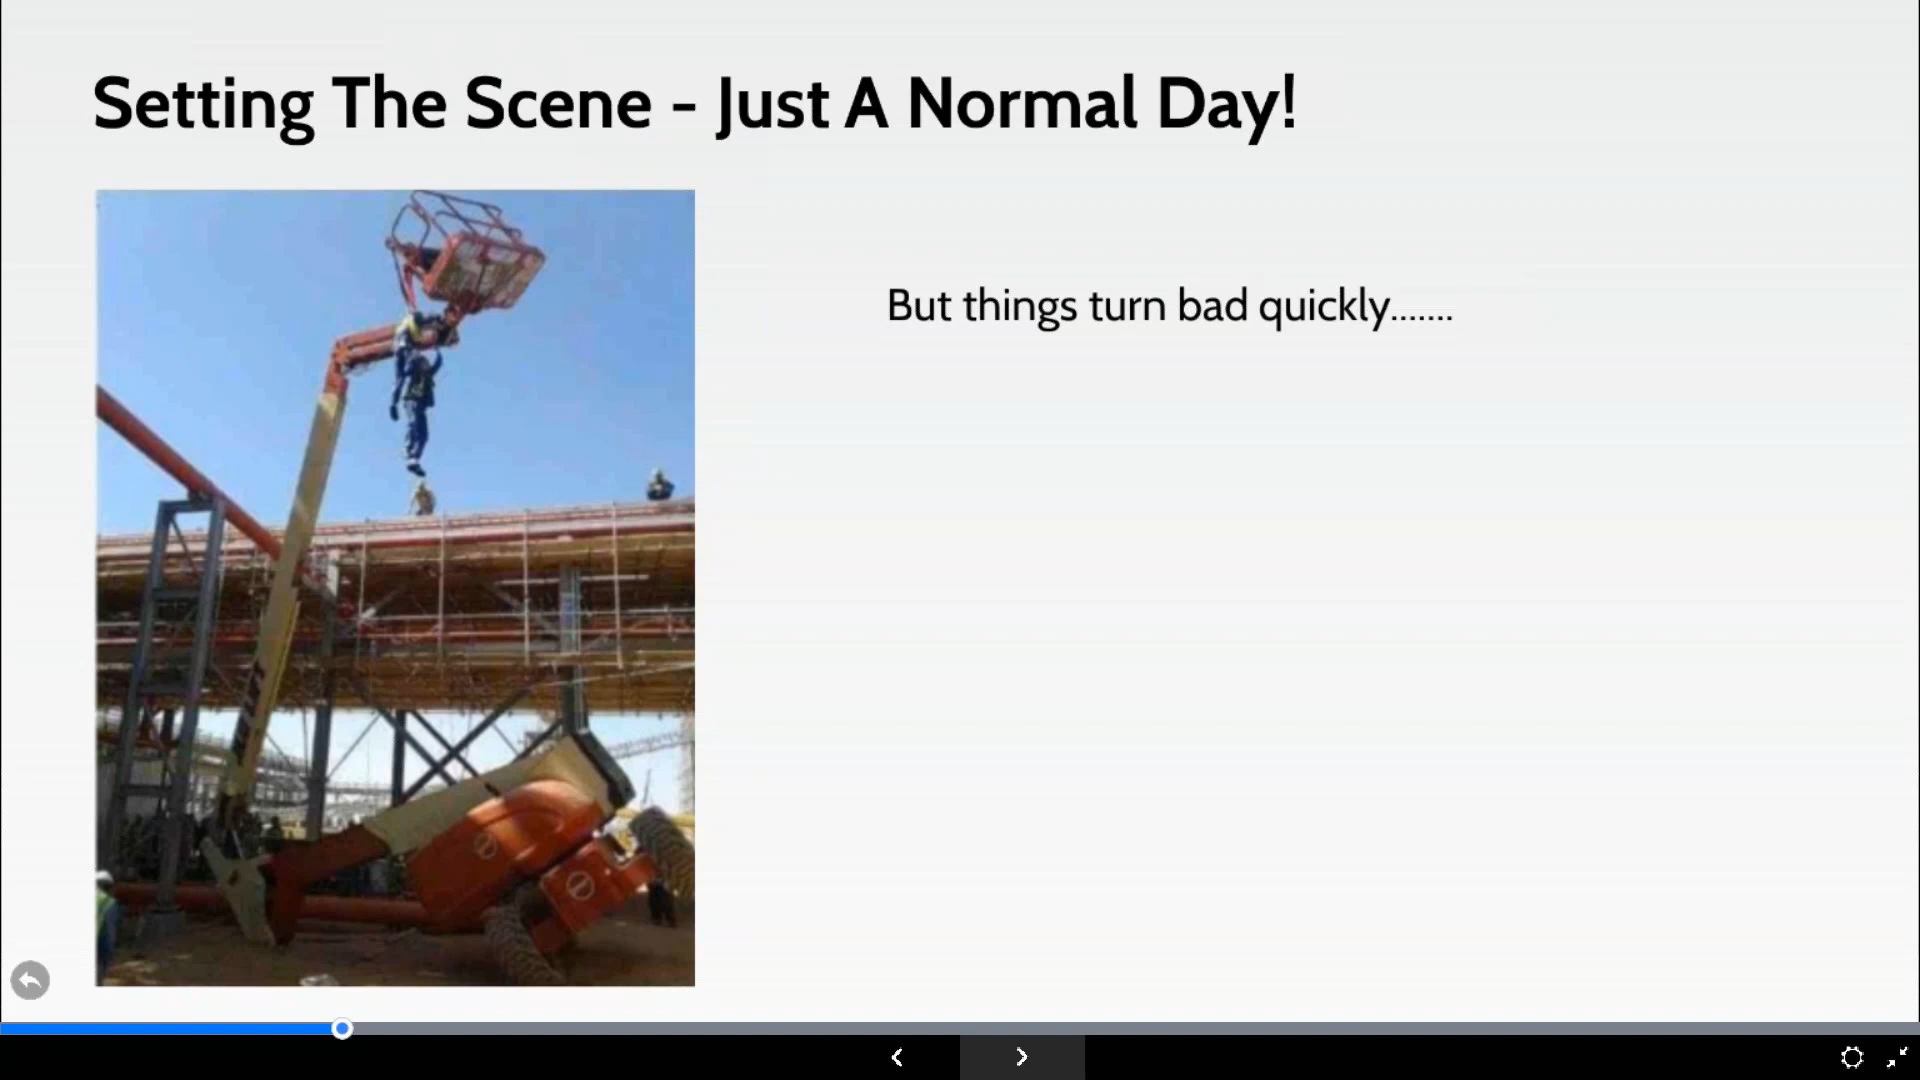 Setting The Scene - Just A Normal Day!
But things turn bad quickly.......